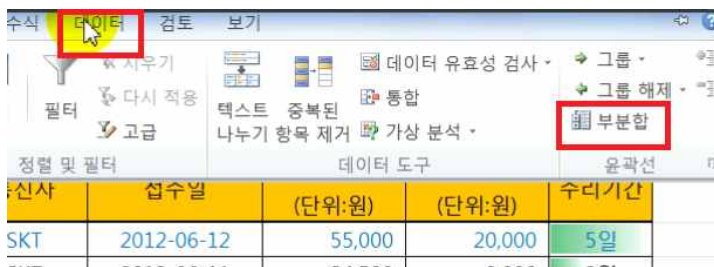 수식 데이터 검토 보기
지우기 데이터 유효성 검사 그룹
필터 다시 적용 텍스트 나누기 중복된 항목 제거 통합 그룹 해제
고급 가상 분석 부분합
정렬 및 필터 데이터 도구 윤곽선
통신사 접수일 (단위:원) (단위:원) 수리기간
SKT 2012-06-12 55,000 20,000 5일